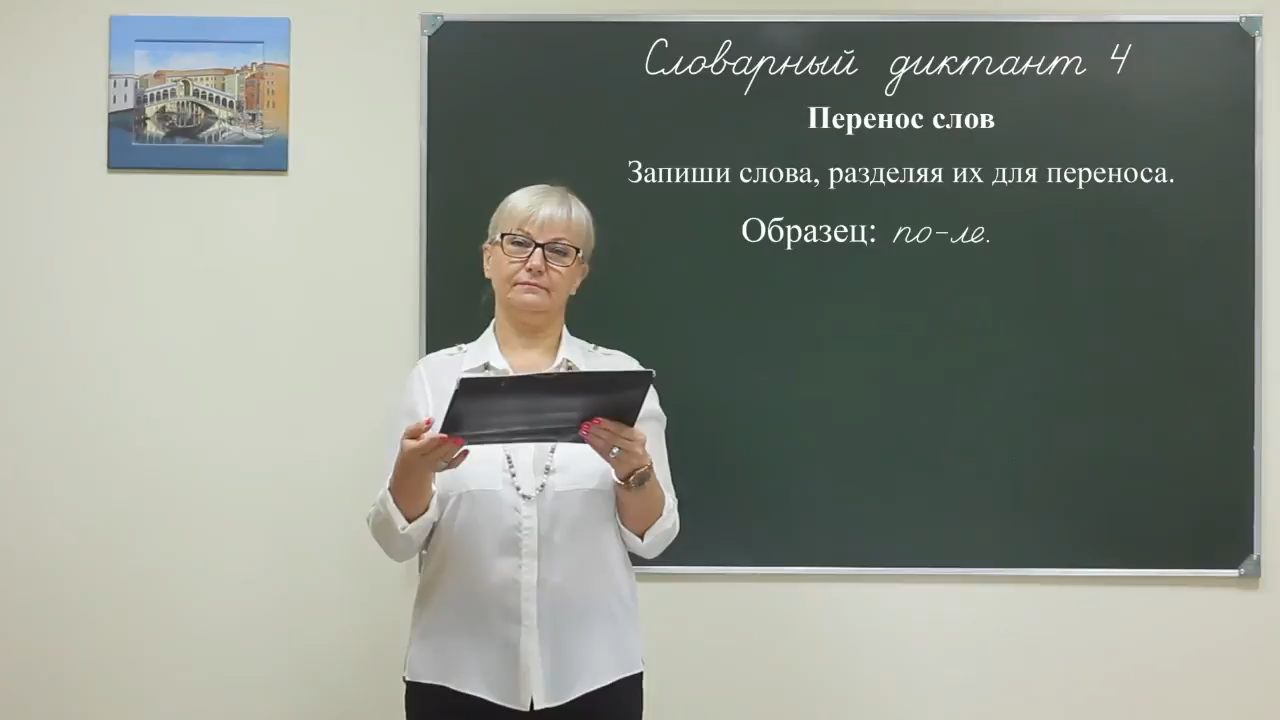 Словарный диктант 4
Перенос слов
Запиши слова, разделяя их для переноса.
Образец: по-ле.